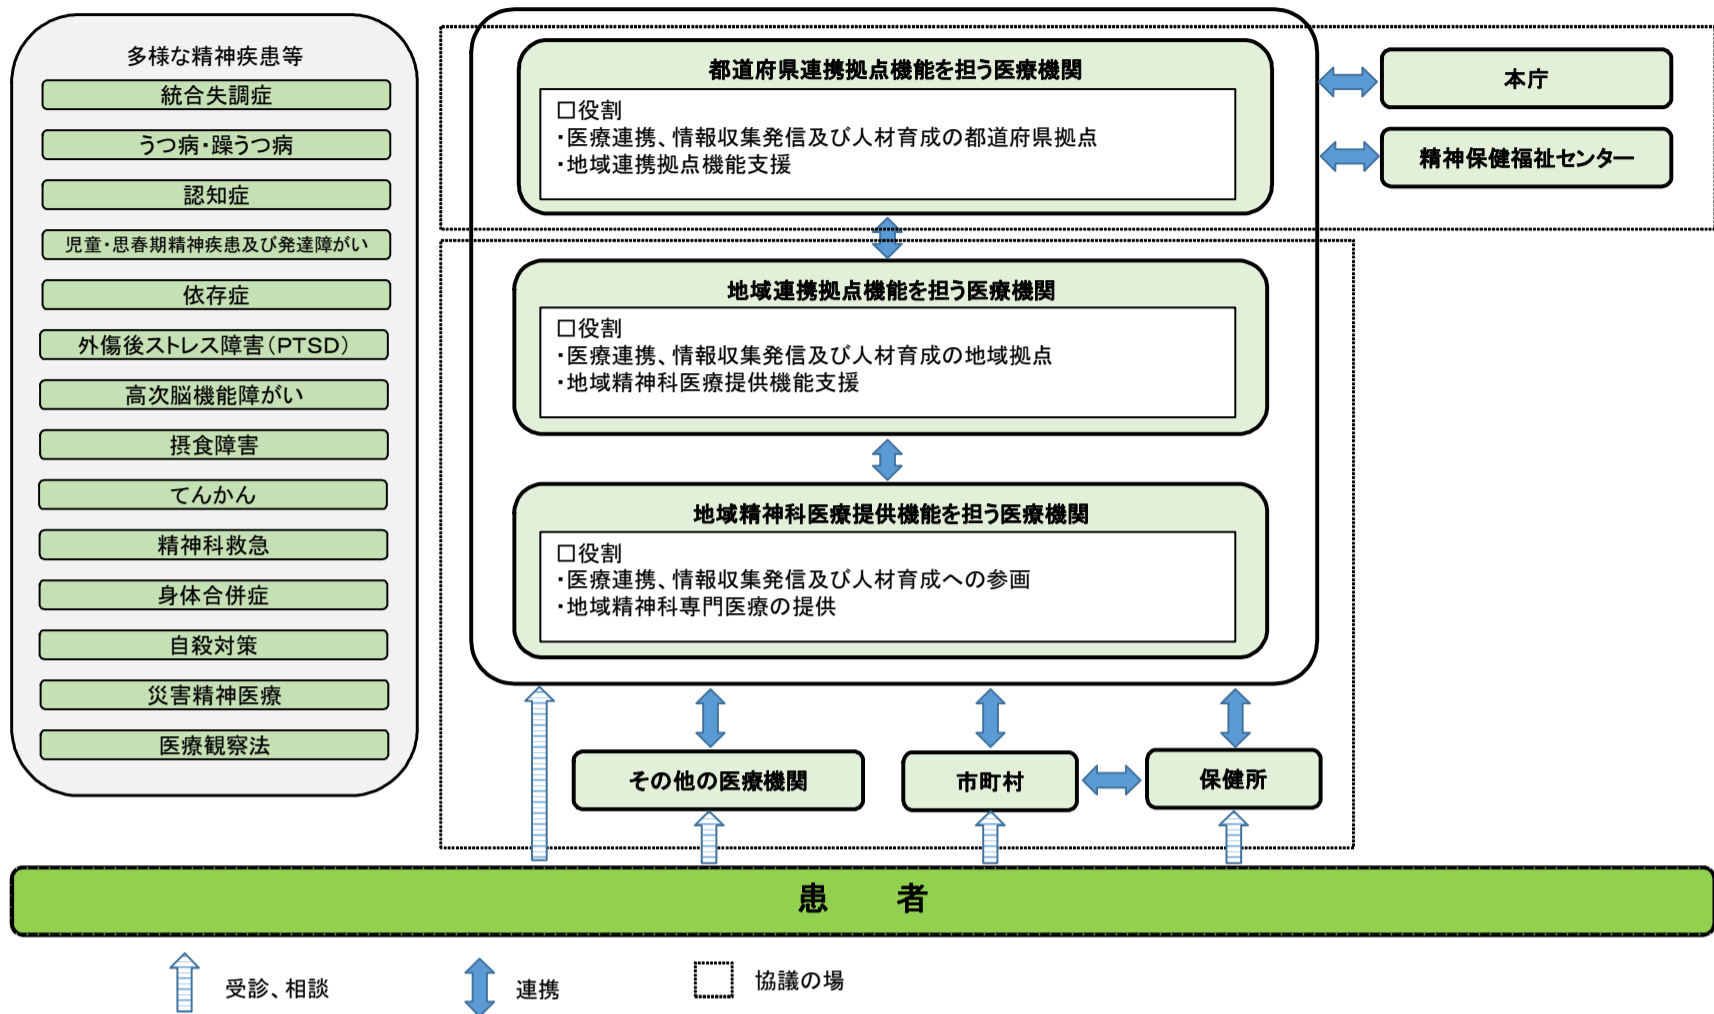 多様な精神疾患等
統合失調症
うつ病・躁うつ病
認知症
児童・思春期精神疾患及び発達障がい
依存症
外傷後ストレス障害（PTSD）
高次脳機能障がい
摂食障害
てんかん
精神科救急
身体合併症
自殺対策
災害精神医療
医療観察法
都道府県連携拠点機能を担う医療機関
□役割
・医療連携、情報収集発信及び人材育成の都道府県拠点
・地域連携拠点機能支援
本庁
精神保健福祉センター
地域連携拠点機能を担う医療機関
□役割
・医療連携、情報収集発信及び人材育成の地域拠点
・地域精神科医療提供機能支援
地域精神科医療提供機能を担う医療機関
□役割
・医療連携、情報収集発信及び人材育成への参画
・地域精神科専門医療の提供
その他の医療機関
市町村
保健所
患　者
受診、相談
連携
協議の場